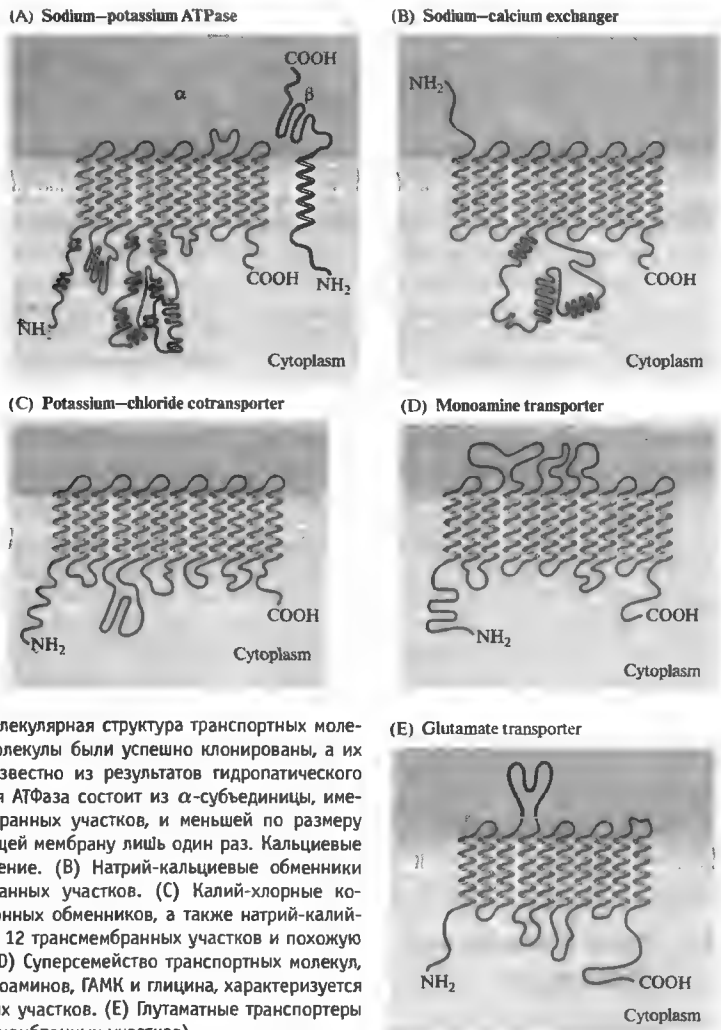 (A) Sodium–potassium ATPase
COOH
α
β
COOH
NH₂
NH
Cytoplasm
(B) Sodium–calcium exchanger
NH₂
COOH
Cytoplasm
(C) Potassium–chloride cotransporter
NH₂
COOH
Cytoplasm
(D) Monoamine transporter
NH₂
COOH
Cytoplasm
лекулярная структура транспортных моле-
олекулы были успешно клонированы, а их
звестно из результатов гидропатического
я АТФаза состоит из α-субъединицы, име-
бранных участков, и меньшей по размеру
щей мембрану лишь один раз. Кальциевые
ение. (B) Натрий-кальциевые обменники
анных участков. (C) Калий-хлорные ко-
онных обменников, а также натрий-калий-
12 трансмембранных участков и похожую
D) Суперсемейство транспортных молекул,
оаминов, ГАМК и глицина, характеризуется
х участков. (E) Глутаматные транспортеры
(E) Glutamate transporter
NH₂
COOH
Cytoplasm